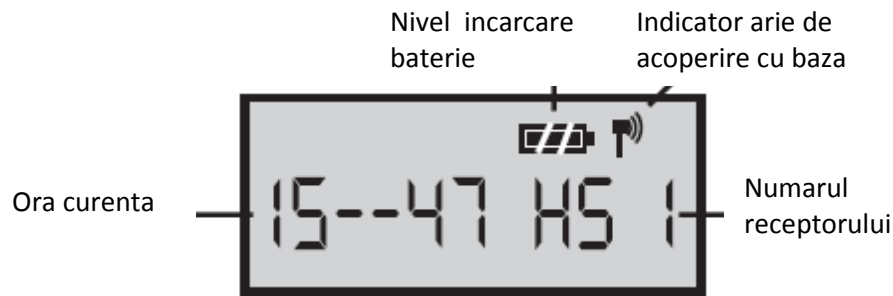 Nivel incarcare
baterie
Indicator arie de
acoperire cu baza
Ora curenta
15--47 HS 1
Numarul
receptorului